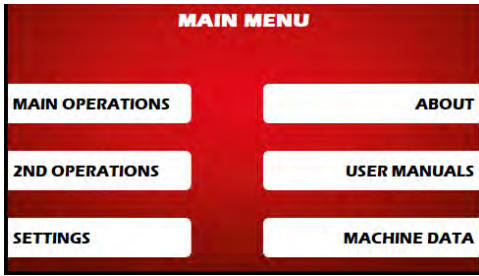 MAIN MENU
MAIN OPERATIONS
ABOUT
2ND OPERATIONS
USER MANUALS
SETTINGS
MACHINE DATA